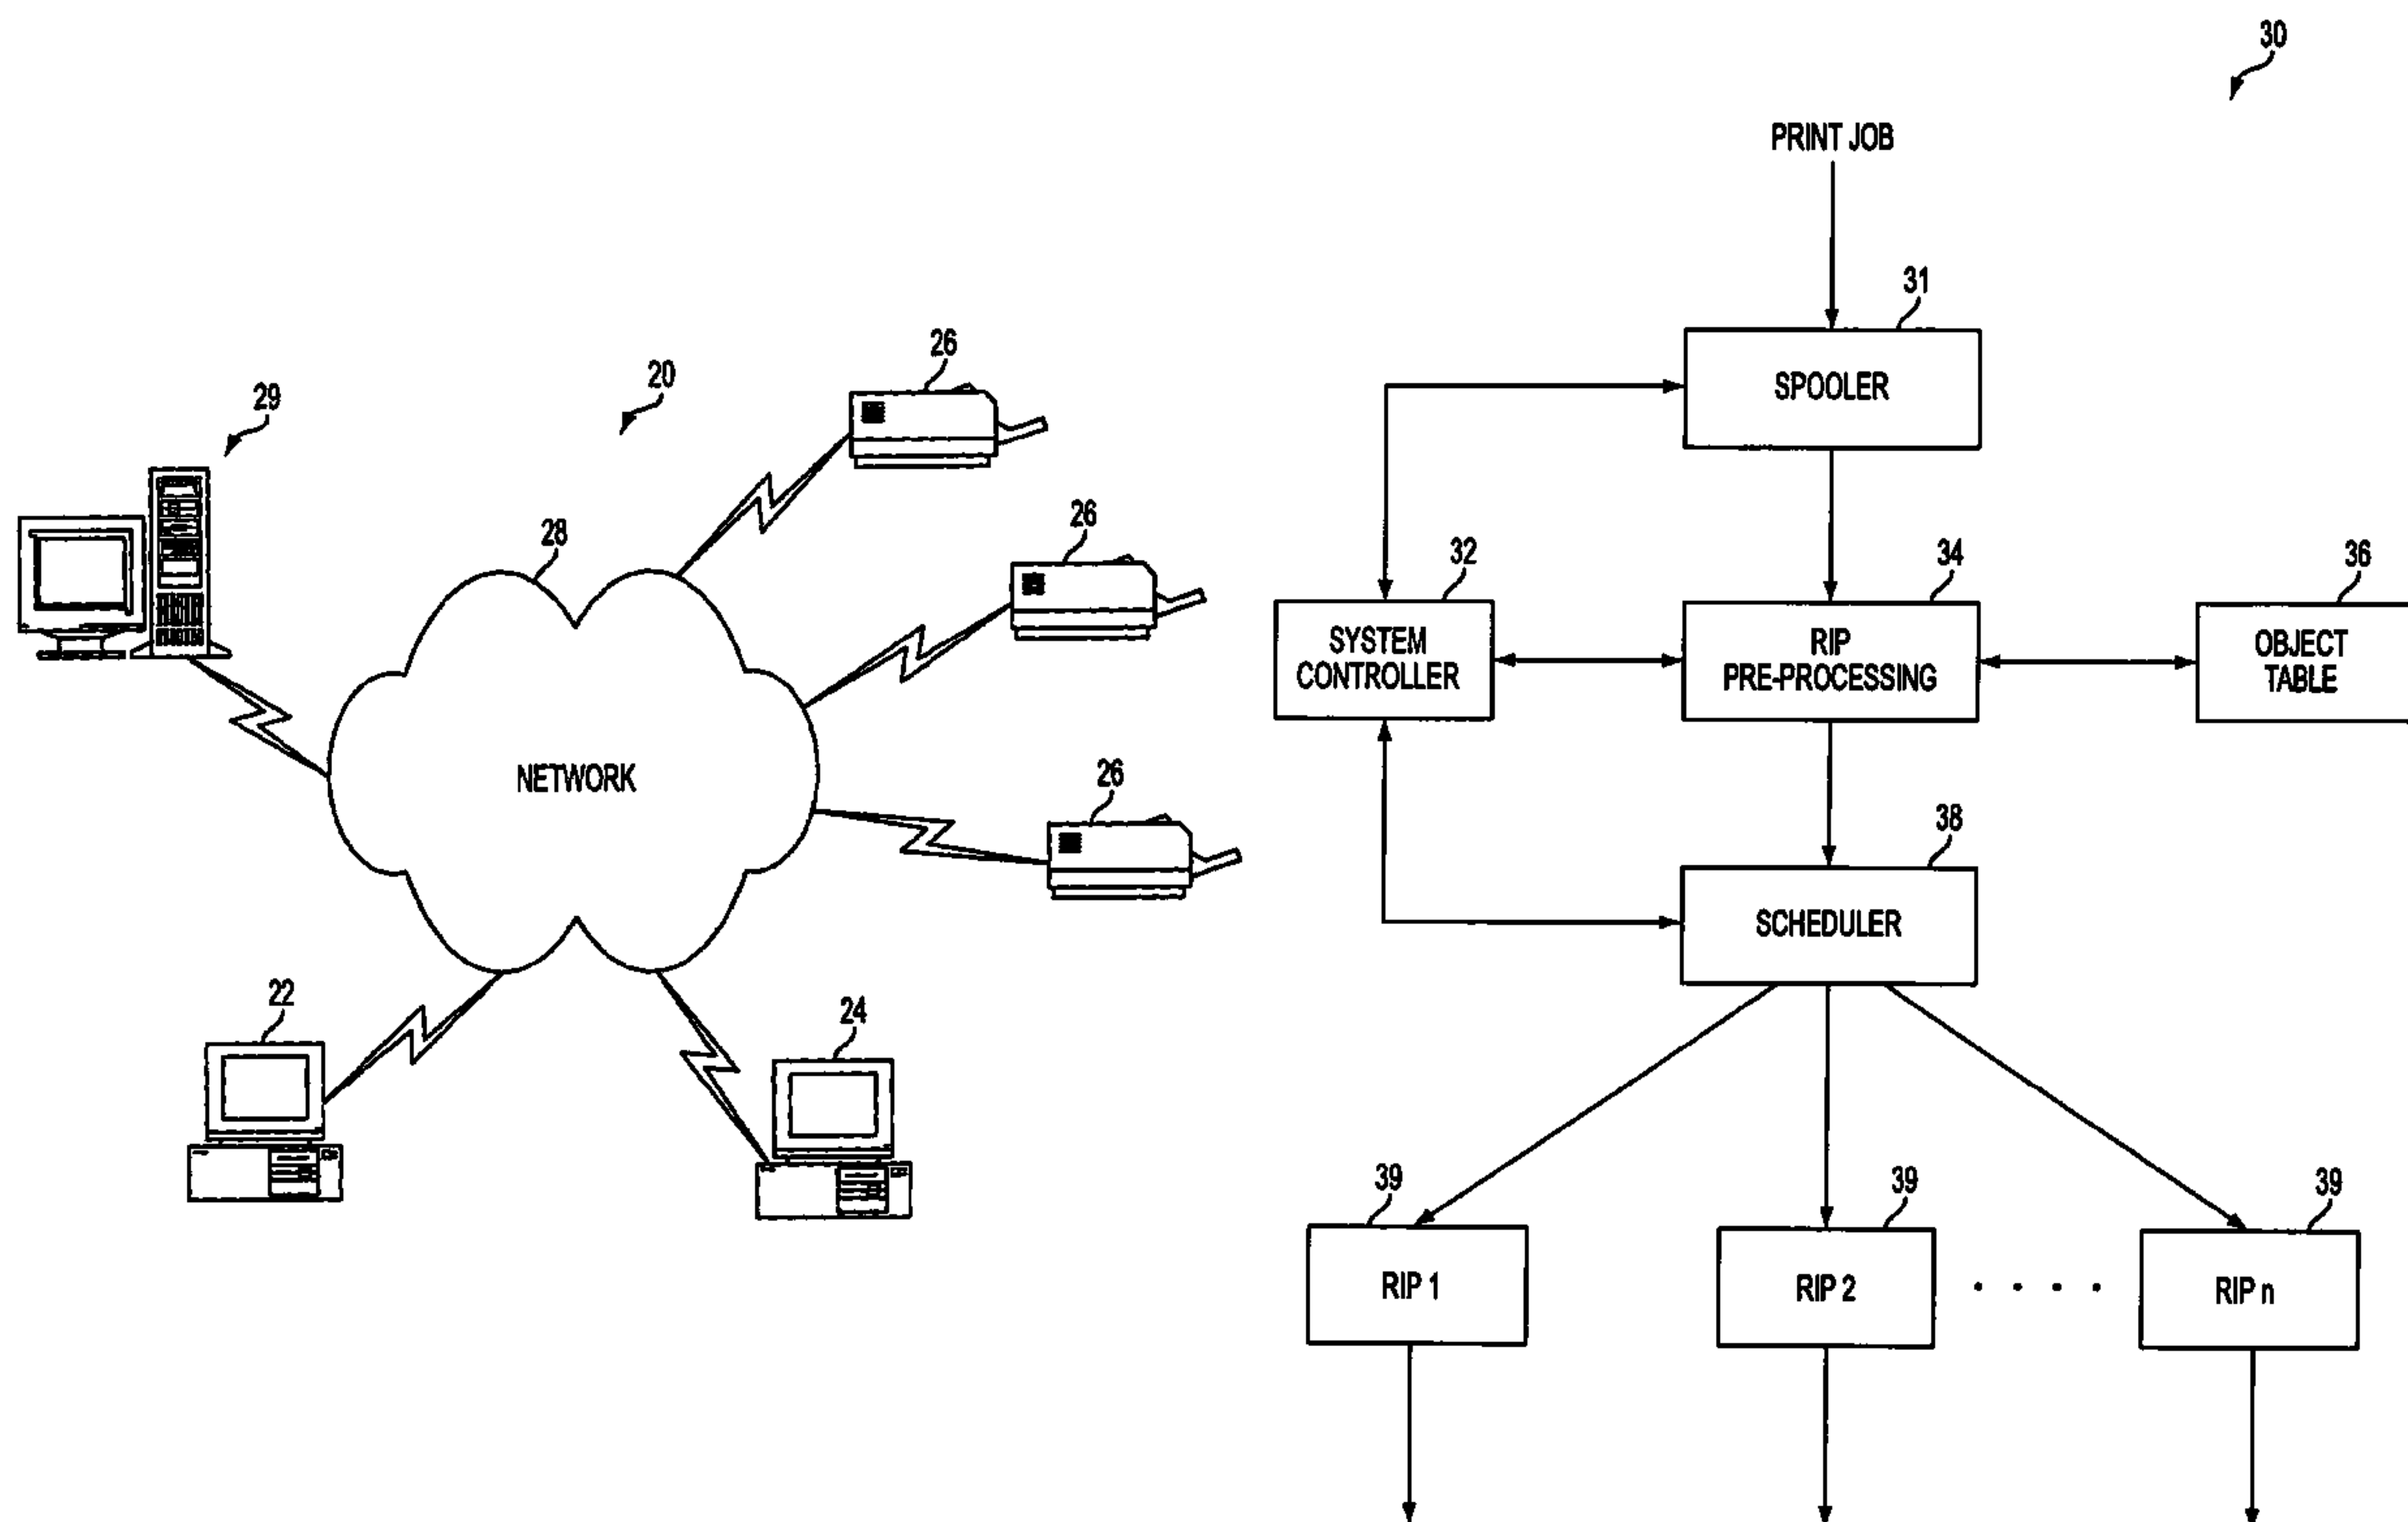 29
20
26
28
26
NETWORK
26
22
24
30
PRINT JOB
31
SPOOLER
32
SYSTEM
CONTROLLER
34
RIP
PRE-PROCESSING
36
OBJECT
TABLE
38
SCHEDULER
39
RIP 1
39
RIP 2
. . . .
39
RIP n